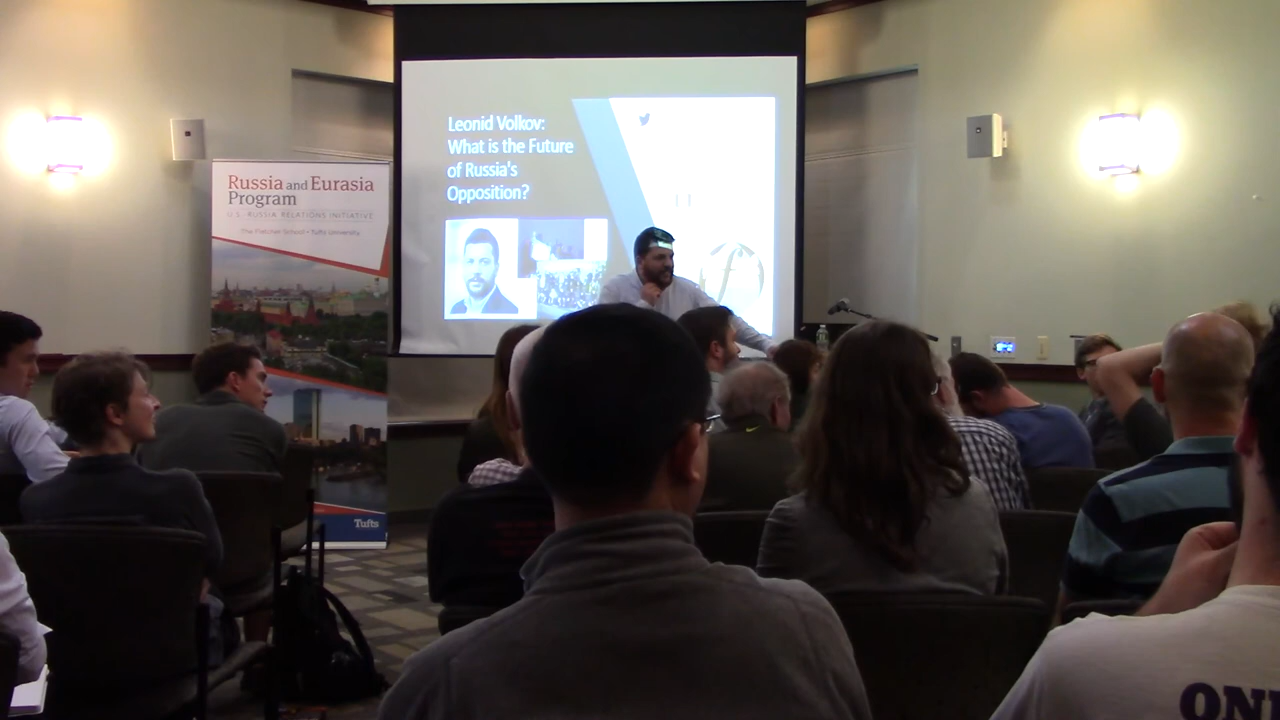 Leonid Volkov:
What is the Future
of Russia's
Opposition?
Russia and Eurasia
Program
U.S.-RUSSIA RELATIONS INITIATIVE
The Fletcher School • Tufts University
Tufts